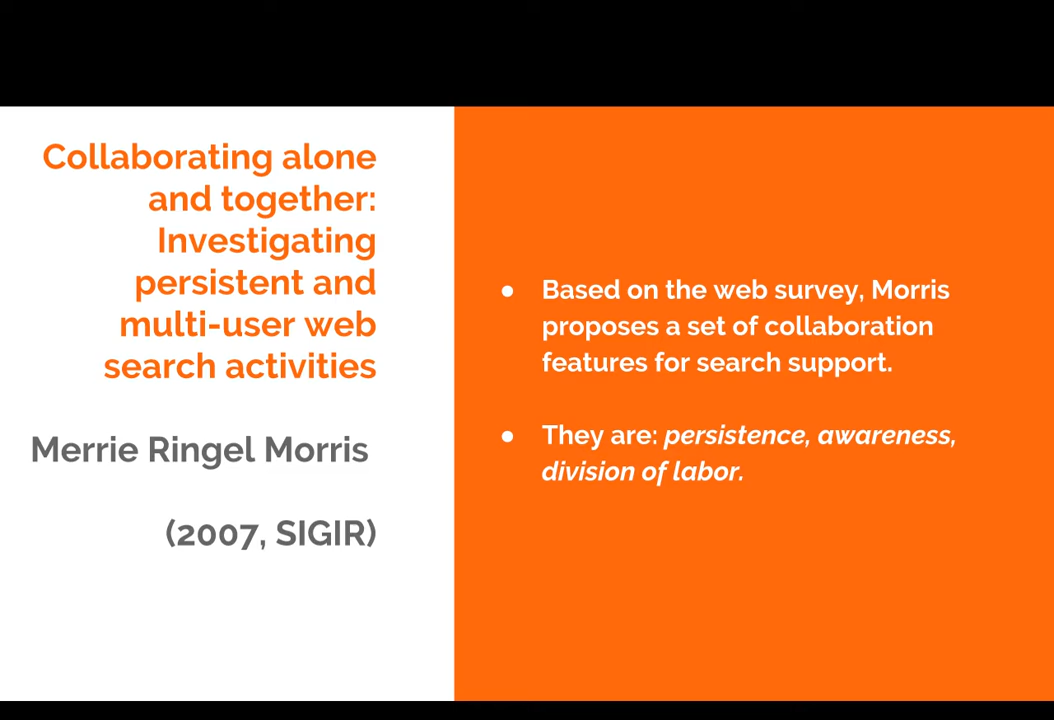 Collaborating alone
and together:
Investigating
persistent and
multi-user web
search activities
Merrie Ringel Morris
(2007, SIGIR)
● Based on the web survey, Morris
proposes a set of collaboration
features for search support.
● They are: persistence, awareness,
division of labor.